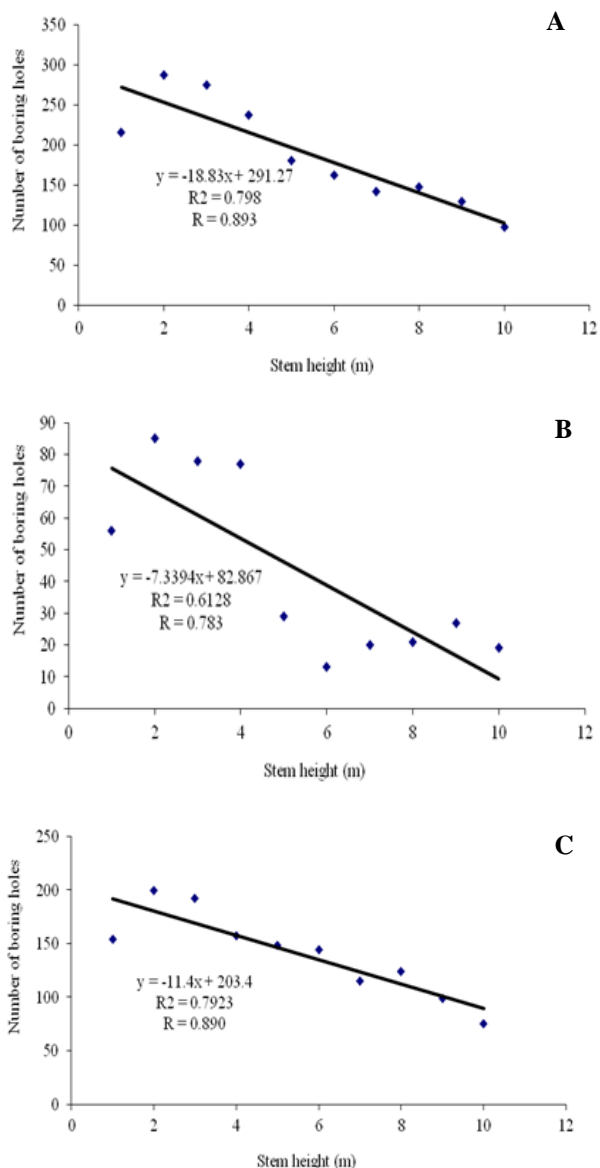 A
Number of boring holes
350
300
250
200
150
100
50
0
y = -18.83x + 291.27
R2 = 0.798
R = 0.893
0 2 4 6 8 10 12
Stem height (m)
B
Number of boring holes
90
80
70
60
50
40
30
20
10
0
y = -7.3394x + 82.867
R2 = 0.6128
R = 0.783
0 2 4 6 8 10 12
Stem height (m)
C
Number of boring holes
250
200
150
100
50
0
y = -11.4x + 203.4
R2 = 0.7923
R = 0.890
0 2 4 6 8 10 12
Stem height (m)